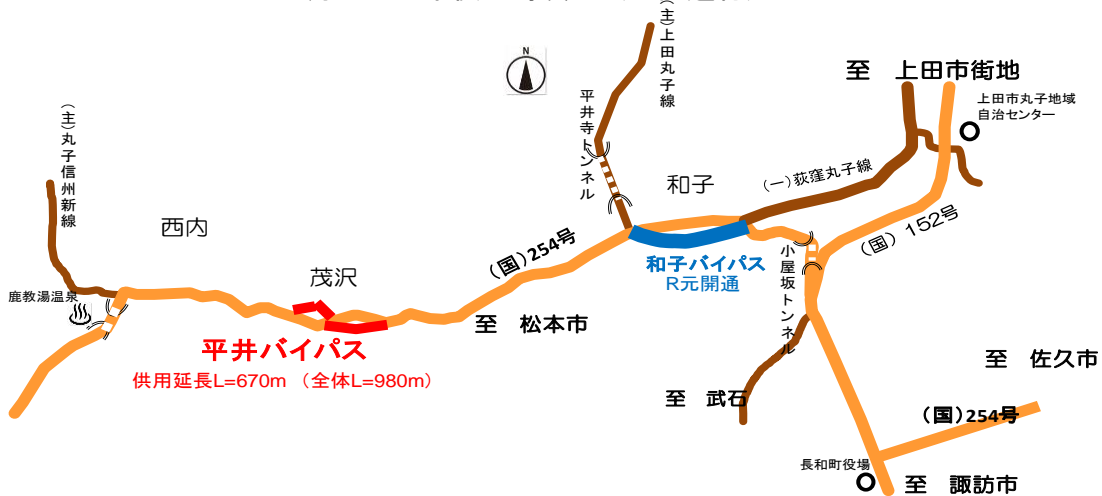 N
(主)上田丸子線
至　上田市街地
上田市丸子地域
自治センター
平井寺トンネル
(主)丸子信州新線
和子
(一)荻窪丸子線
西内
(国)254号
(国) 152号
和子バイパス
R元開通
小屋坂トンネル
茂沢
鹿教湯温泉
至　松本市
平井バイパス
供用延長L=670m （全体L=980m）
至　佐久市
至　武石
(国)254号
長和町役場
至　諏訪市